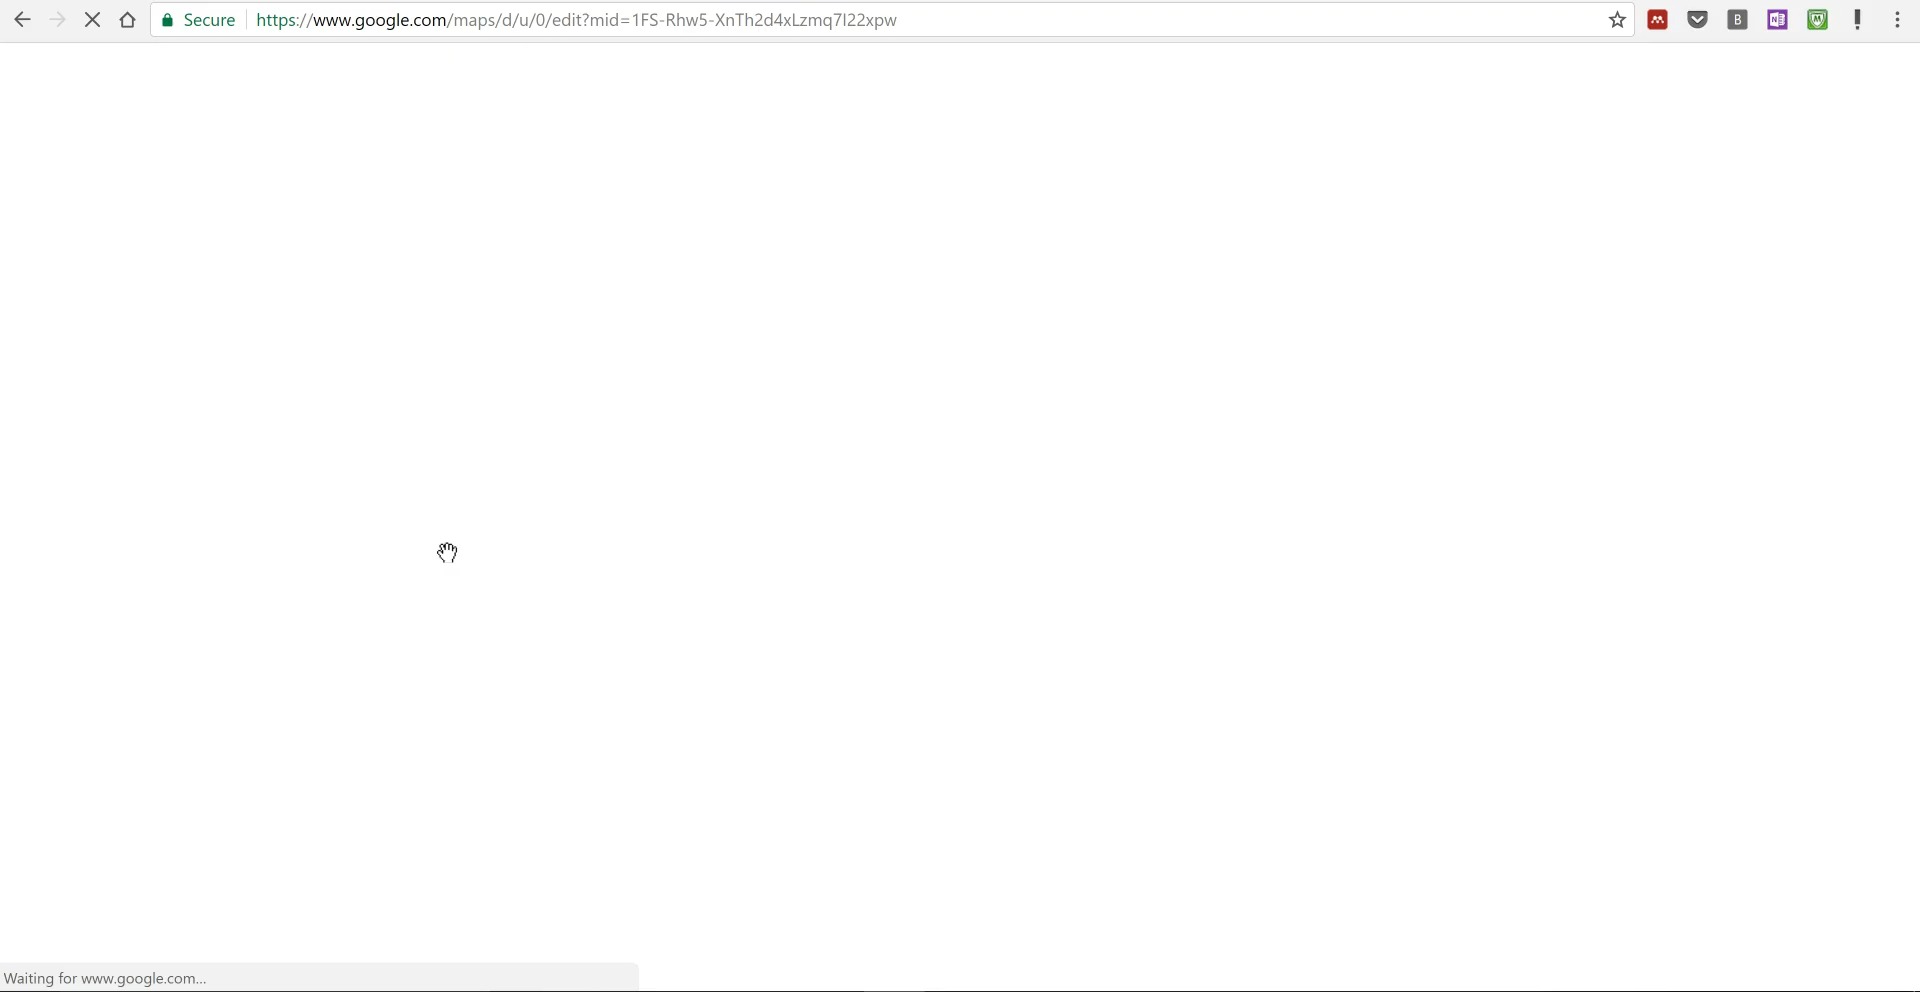 Secure https://www.google.com/maps/d/u/0/edit?mid=1FS-Rhw5-XnTh2d4xLzmq7I22xpw
B N
Waiting for www.google.com...